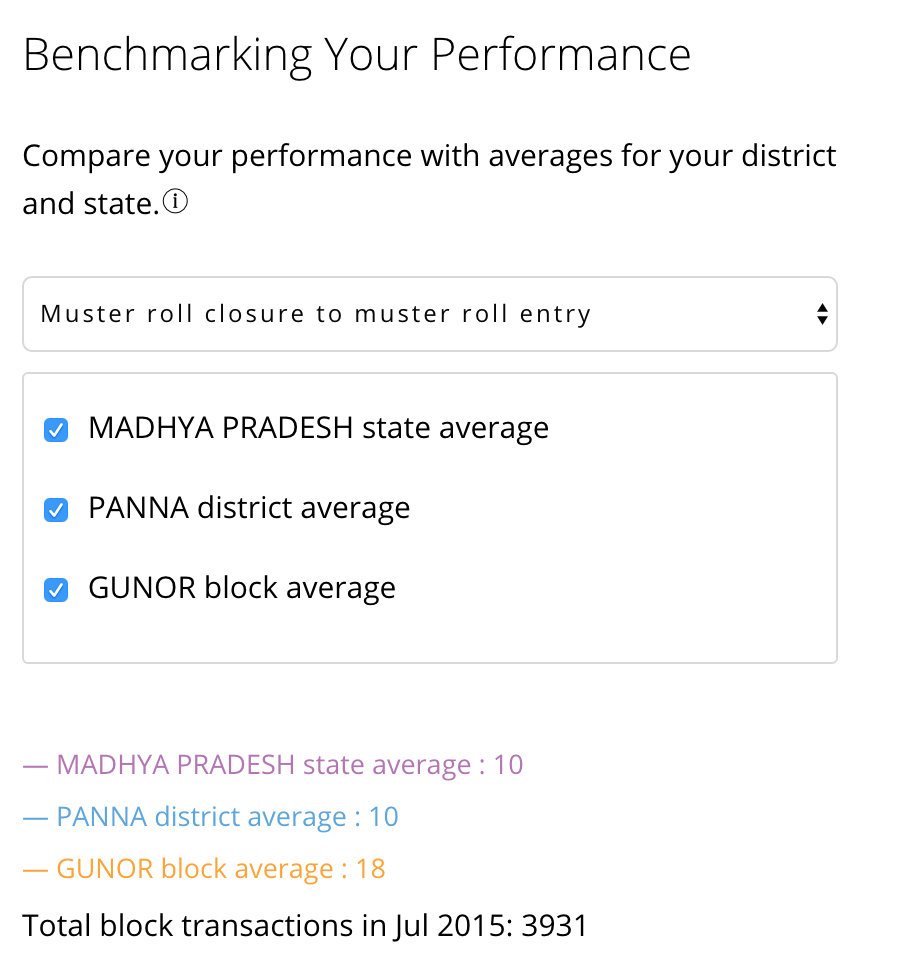 Benchmarking Your Performance
Compare your performance with averages for your district
and state.ⓘ
Muster roll closure to muster roll entry
MADHYA PRADESH state average
PANNA district average
GUNOR block average
— MADHYA PRADESH state average : 10
— PANNA district average : 10
— GUNOR block average : 18
Total block transactions in Jul 2015: 3931